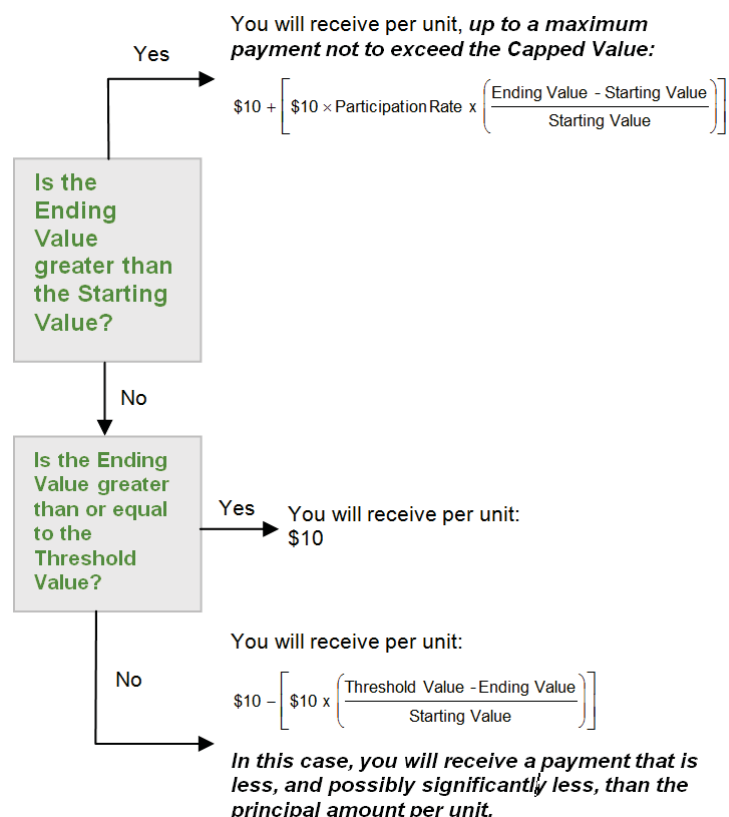 You will receive per unit, up to a maximum
payment not to exceed the Capped Value:
Yes
$10 + [ $10 × Participation Rate x ( Ending Value - Starting Value / Starting Value ) ]
Is the
Ending
Value
greater than
the Starting
Value?
No
Is the Ending
Value greater
than or equal
to the
Threshold
Value?
Yes
You will receive per unit:
$10
You will receive per unit:
No
$10 – [ $10 x ( Threshold Value - Ending Value / Starting Value ) ]
In this case, you will receive a payment that is
less, and possibly significantly less, than the
principal amount per unit.